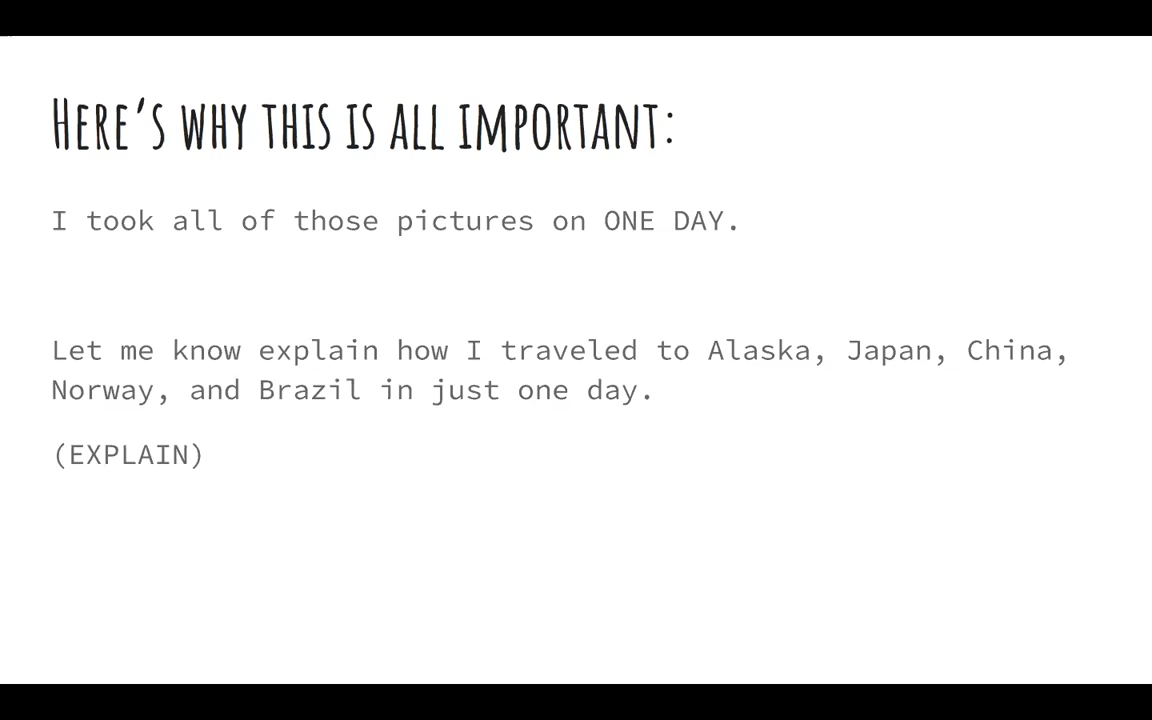 HERE'S WHY THIS IS ALL IMPORTANT:
I took all of those pictures on ONE DAY.
Let me know explain how I traveled to Alaska, Japan, China,
Norway, and Brazil in just one day.
(EXPLAIN)